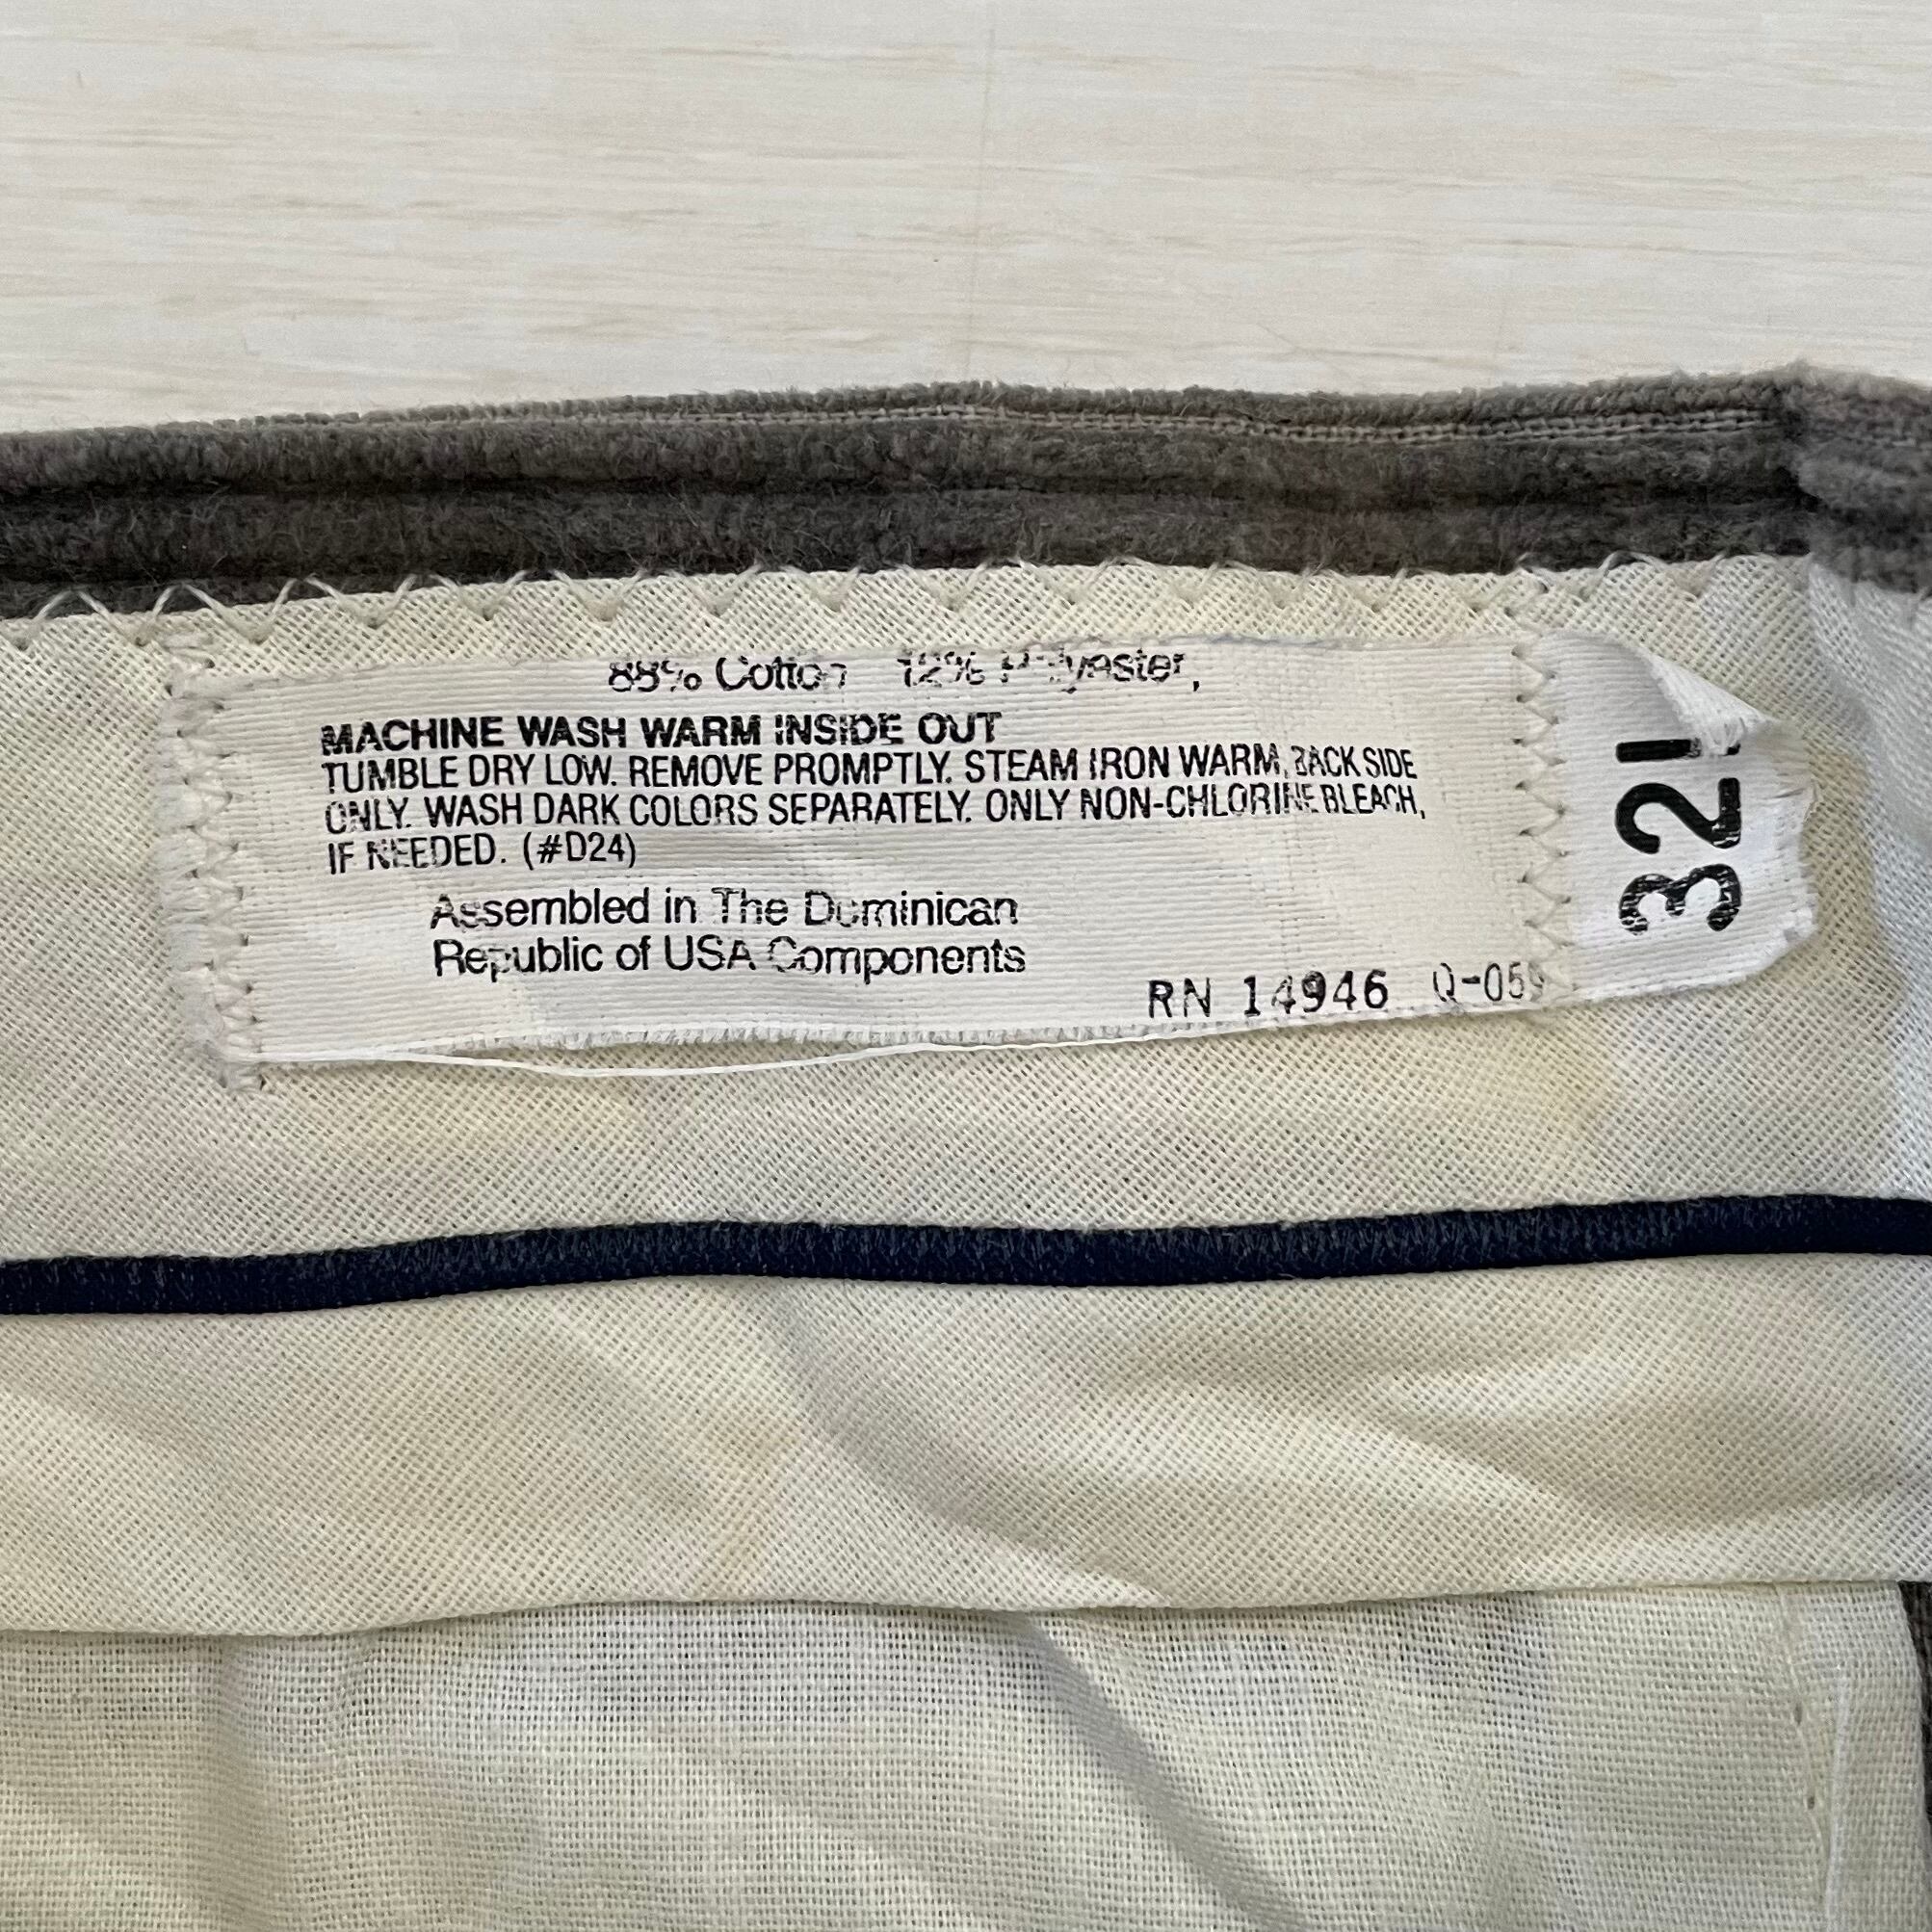 88% Cotton 12% Polyester,
MACHINE WASH WARM INSIDE OUT
TUMBLE DRY LOW. REMOVE PROMPTLY. STEAM IRON WARM, BACK SIDE
ONLY. WASH DARK COLORS SEPARATELY. ONLY NON-CHLORINE BLEACH,
IF NEEDED. (#D24)
Assembled in The Dominican
Republic of USA Components
RN 14946 Q-059